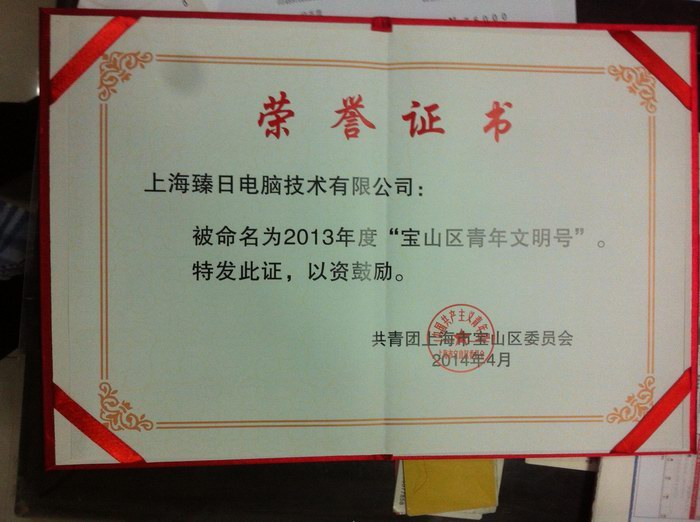 荣誉证书
上海臻日电脑技术有限公司：
被命名为2013年度“宝山区青年文明号”。
特发此证，以资鼓励。
共青团上海市宝山区委员会
2014年4月